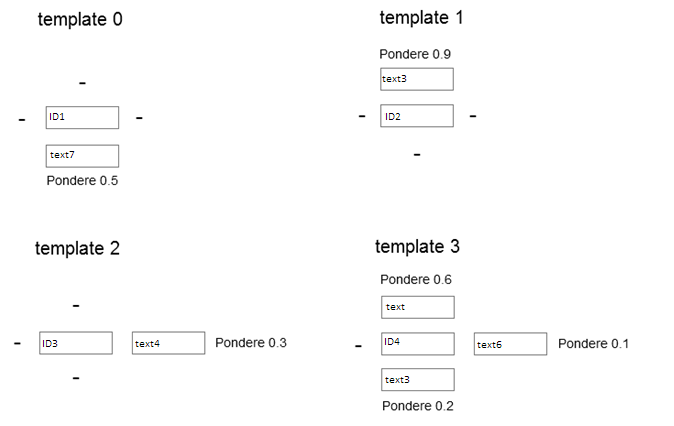 template 0
-
- ID1 -
text7
Pondere 0.5
template 1
Pondere 0.9
text3
- ID2 -
-
template 2
-
- ID3 text4 Pondere 0.3
-
template 3
Pondere 0.6
text
- ID4 text6 Pondere 0.1
text3
Pondere 0.2